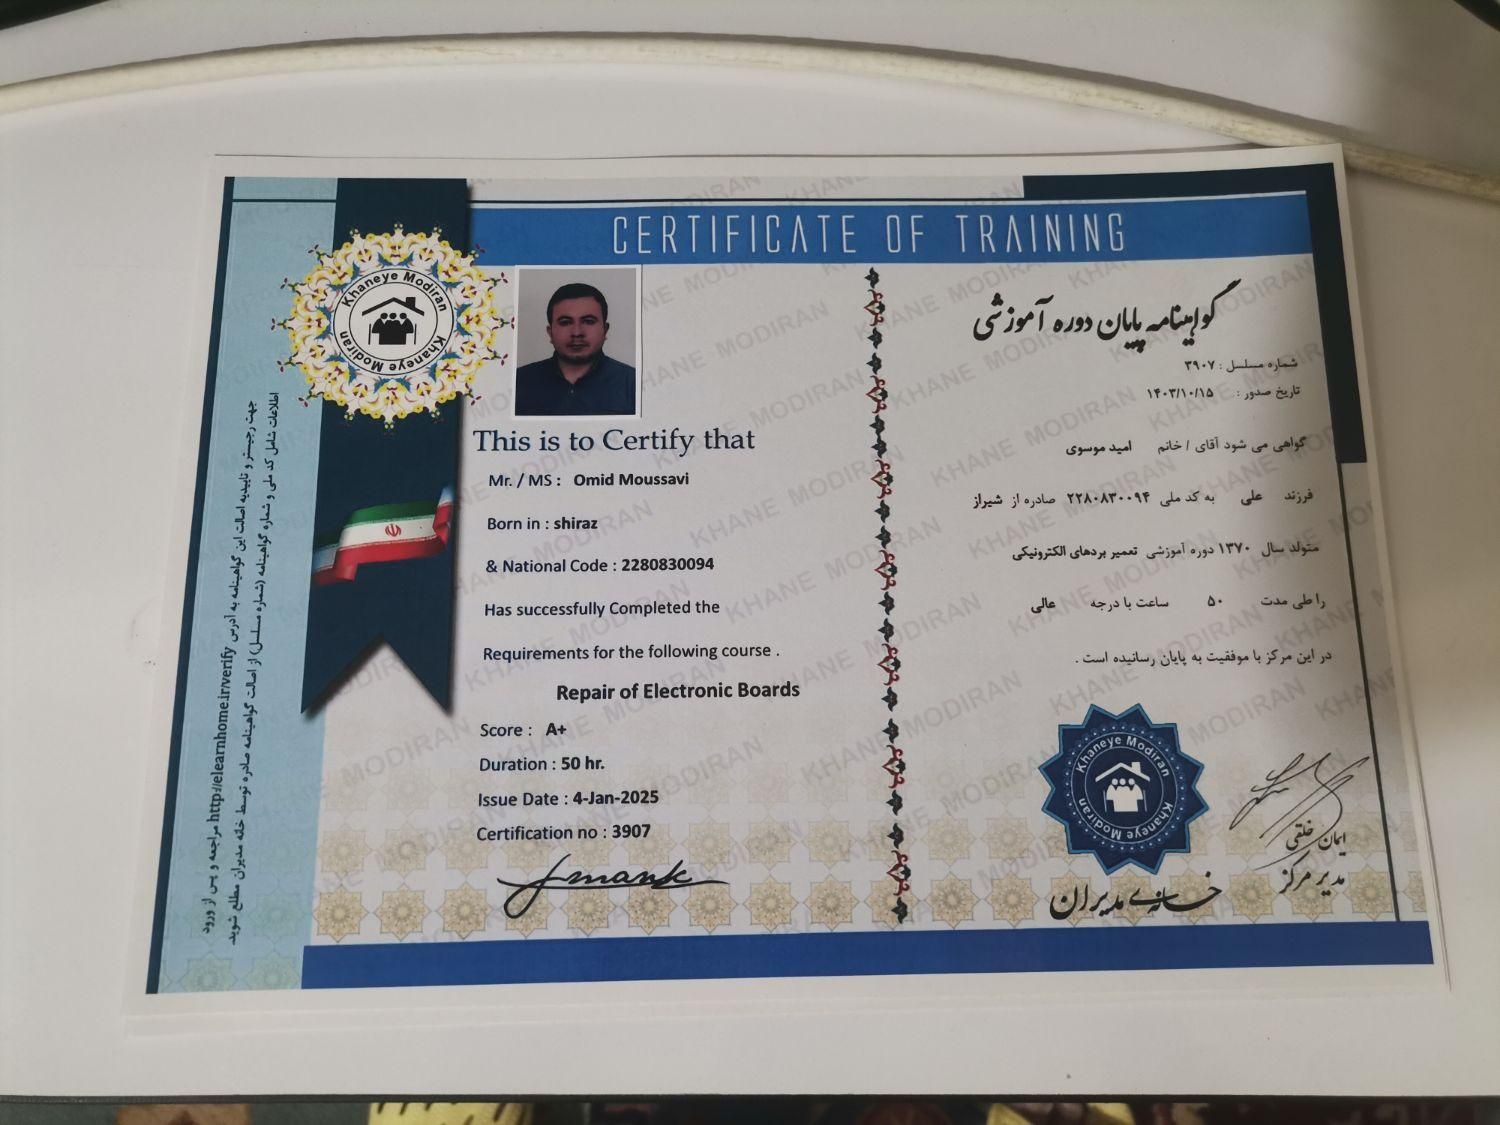 CERTIFICATE OF TRAINING
Khaneye Modiran
Khaneye Modiran
This is to Certify that
Mr. / MS : Omid Moussavi
Born in : shiraz
& National Code : 2280830094
Has successfully Completed the
Requirements for the following course .
Repair of Electronic Boards
Score : A+
Duration : 50 hr.
Issue Date : 4-Jan-2025
Certification no : 3907
گواهینامه پایان دوره آموزشی
شماره مسلسل : ۳۹۰۷
تاریخ صدور : ۱۴۰۳/۱۰/۱۵
گواهی می شود آقای / خانم امید موسوی
فرزند علی به کد ملی ۲۲۸۰۸۳۰۰۹۴ صادره از شیراز
متولد سال ۱۳۷۰ دوره آموزشی تعمیر بردهای الکترونیکی
را طی مدت ۵۰ ساعت با درجه عالی
در این مرکز با موفقیت به پایان رسانیده است .
Khaneye Modiran
Khaneye Modiran
ایمان خلقی
مدیر مرکز
خانه‌ی مدیران
جهت رجیستر و تاییدیه اصالت این گواهینامه به آدرس http://elearnhome.ir/verify مراجعه و پس از ورود
اطلاعات شامل کد ملی و شماره گواهینامه (شماره مسلسل) از اصالت گواهینامه صادره توسط خانه مدیران مطلع شوید.
KHANE MODIRAN